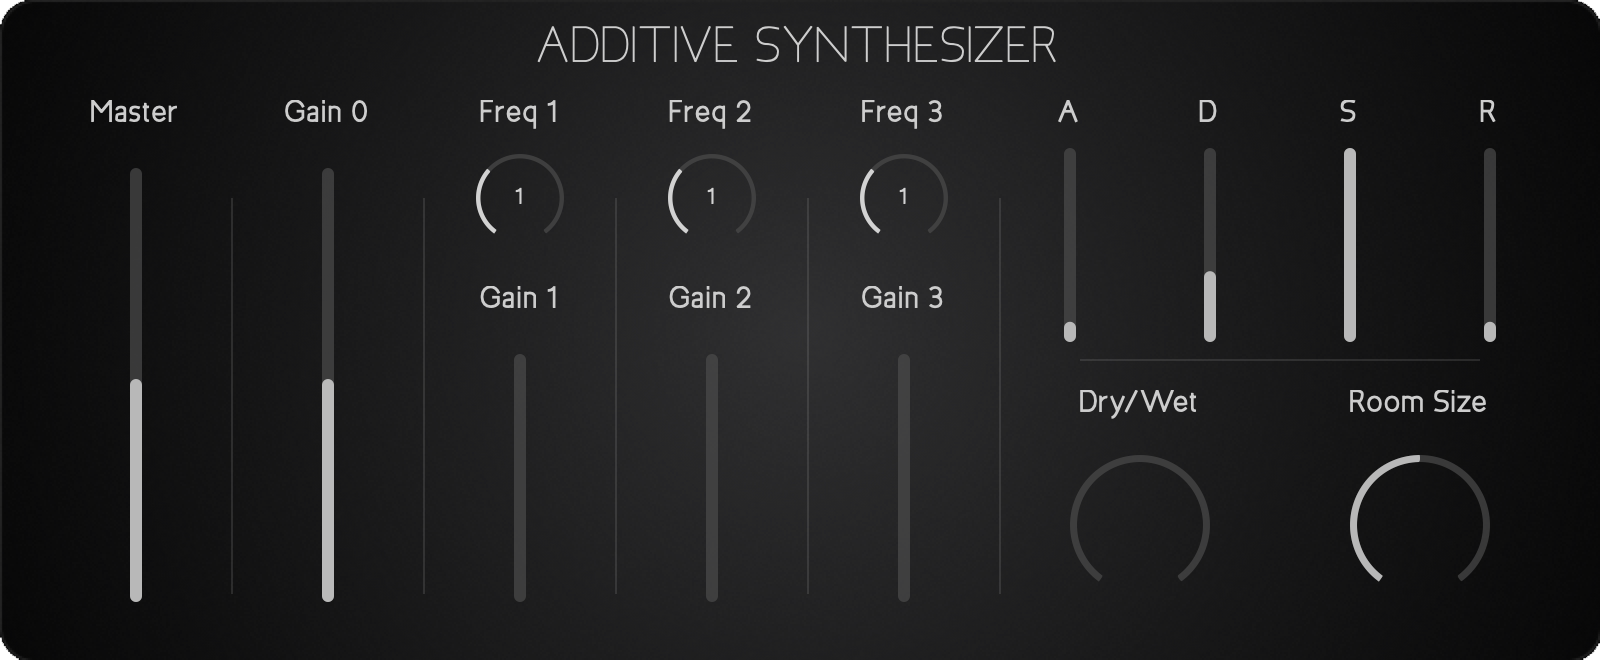 ADDITIVE SYNTHESIZER
Master Gain 0 Freq 1 Freq 2 Freq 3 A D S R
1 1 1
Gain 1 Gain 2 Gain 3
Dry/Wet Room Size